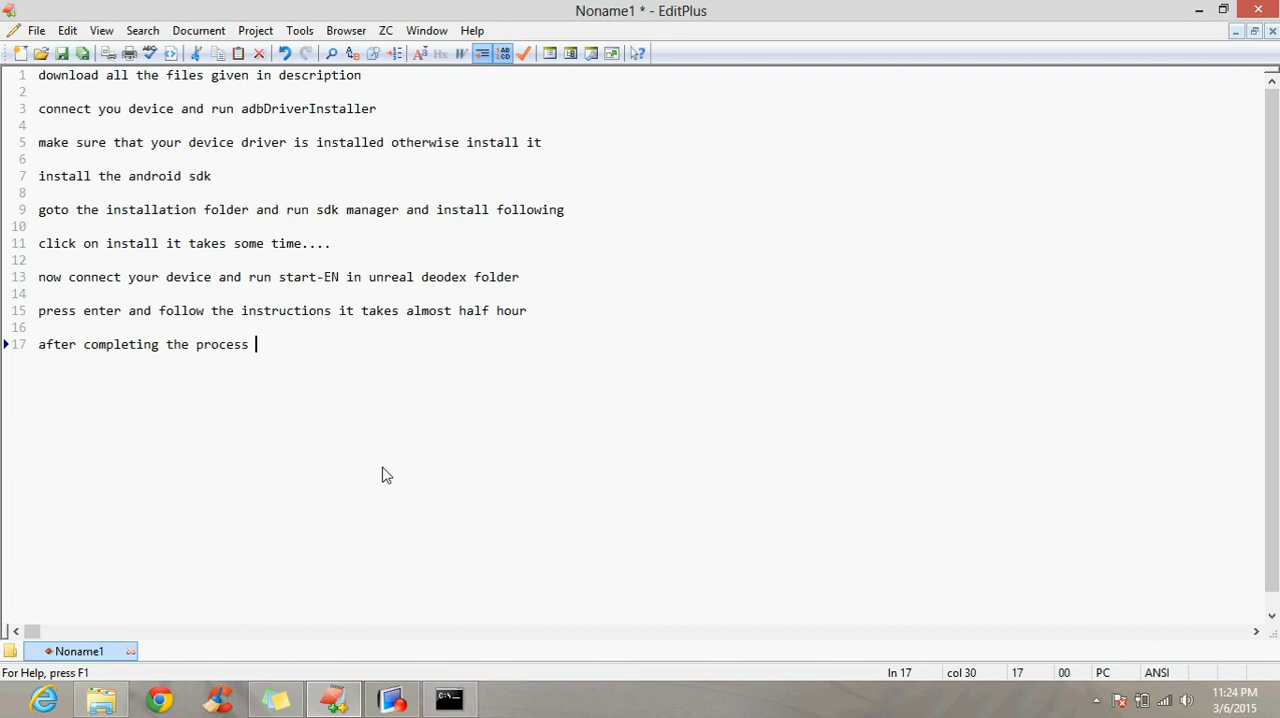 Noname1 * - EditPlus
File Edit View Search Document Project Tools Browser ZC Window Help
1 download all the files given in description
2
3 connect you device and run adbDriverInstaller
4
5 make sure that your device driver is installed otherwise install it
6
7 install the android sdk
8
9 goto the installation folder and run sdk manager and install following
10
11 click on install it takes some time....
12
13 now connect your device and run start-EN in unreal deodex folder
14
15 press enter and follow the instructions it takes almost half hour
16
17 after completing the process
Noname1
For Help, press F1 ln 17 col 30 17 00 PC ANSI
11:24 PM
3/6/2015